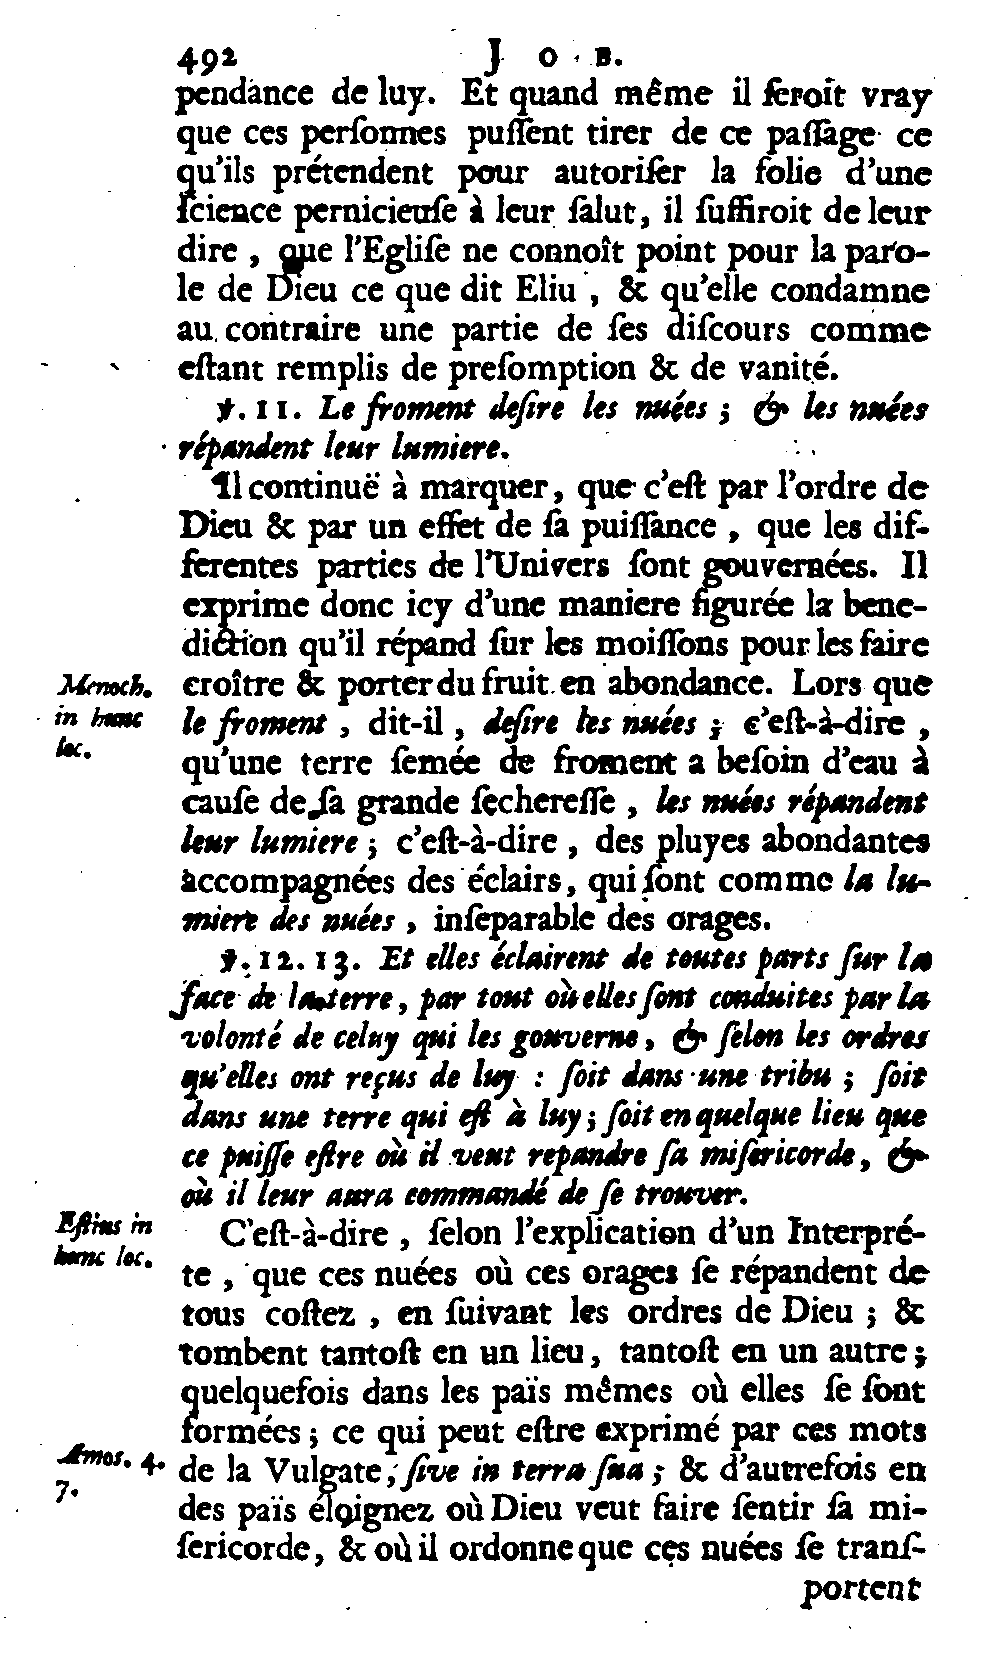 492 JOB.
pendance de luy. Et quand même il ſeroit vray
que ces perſonnes puſſent tirer de ce paſſage ce
qu'ils prétendent pour autoriſer la folie d'une
ſcience pernicieuſe à leur ſalut, il ſuffiroit de leur
dire, que l'Egliſe ne connoît point pour la paro-
le de Dieu ce que dit Eliu, & qu'elle condamne
au contraire une partie de ſes diſcours comme
eſtant remplis de preſomption & de vanité.
℣. 11. Le froment deſire les nuées ; & les nuées
répandent leur lumiere.
Il continuë à marquer, que c'eſt par l'ordre de
Dieu & par un effet de ſa puiſſance, que les dif-
ferentes parties de l'Univers ſont gouvernées. Il
exprime donc icy d'une maniere figurée la bene-
diction qu'il répand ſur les moiſſons pour les faire
Menoch. croître & porter du fruit en abondance. Lors que
in hunc le froment, dit-il, deſire les nuées ; c'eſt-à-dire,
loc. qu'une terre ſemée de froment a beſoin d'eau à
cauſe de ſa grande ſechereſſe, les nuées répandent
leur lumiere ; c'eſt-à-dire, des pluyes abondantes
accompagnées des éclairs, qui ſont comme la lu-
miere des nuées, inſeparable des orages.
℣. 12. 13. Et elles éclairent de toutes parts ſur la
face de la terre, par tout où elles ſont conduites par la
volonté de celuy qui les gouverne, & ſelon les ordres
qu'elles ont reçus de luy : ſoit dans une tribu ; ſoit
dans une terre qui eſt à luy ; ſoit en quelque lieu que
ce puiſſe eſtre où il veut repandre ſa miſericorde, &
où il leur aura commandé de ſe trouver.
Eſtius in C'eſt-à-dire, ſelon l'explication d'un Interpré-
hunc loc. te, que ces nuées où ces orages ſe répandent de
tous coſtez, en ſuivant les ordres de Dieu ; &
tombent tantoſt en un lieu, tantoſt en un autre ;
quelquefois dans les païs mêmes où elles ſe ſont
formées ; ce qui peut eſtre exprimé par ces mots
Amos. 4. de la Vulgate, ſive in terra ſua ; & d'autrefois en
7. des païs éloignez où Dieu veut faire ſentir ſa mi-
ſericorde, & où il ordonne que ces nuées ſe tranſ-
portent